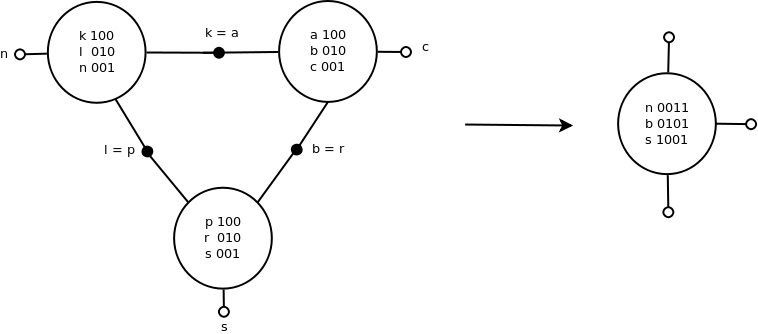 n
k 100
l 010
n 001
k = a
a 100
b 010
c 001
c
l = p
b = r
p 100
r 010
s 001
s
n 0011
b 0101
s 1001